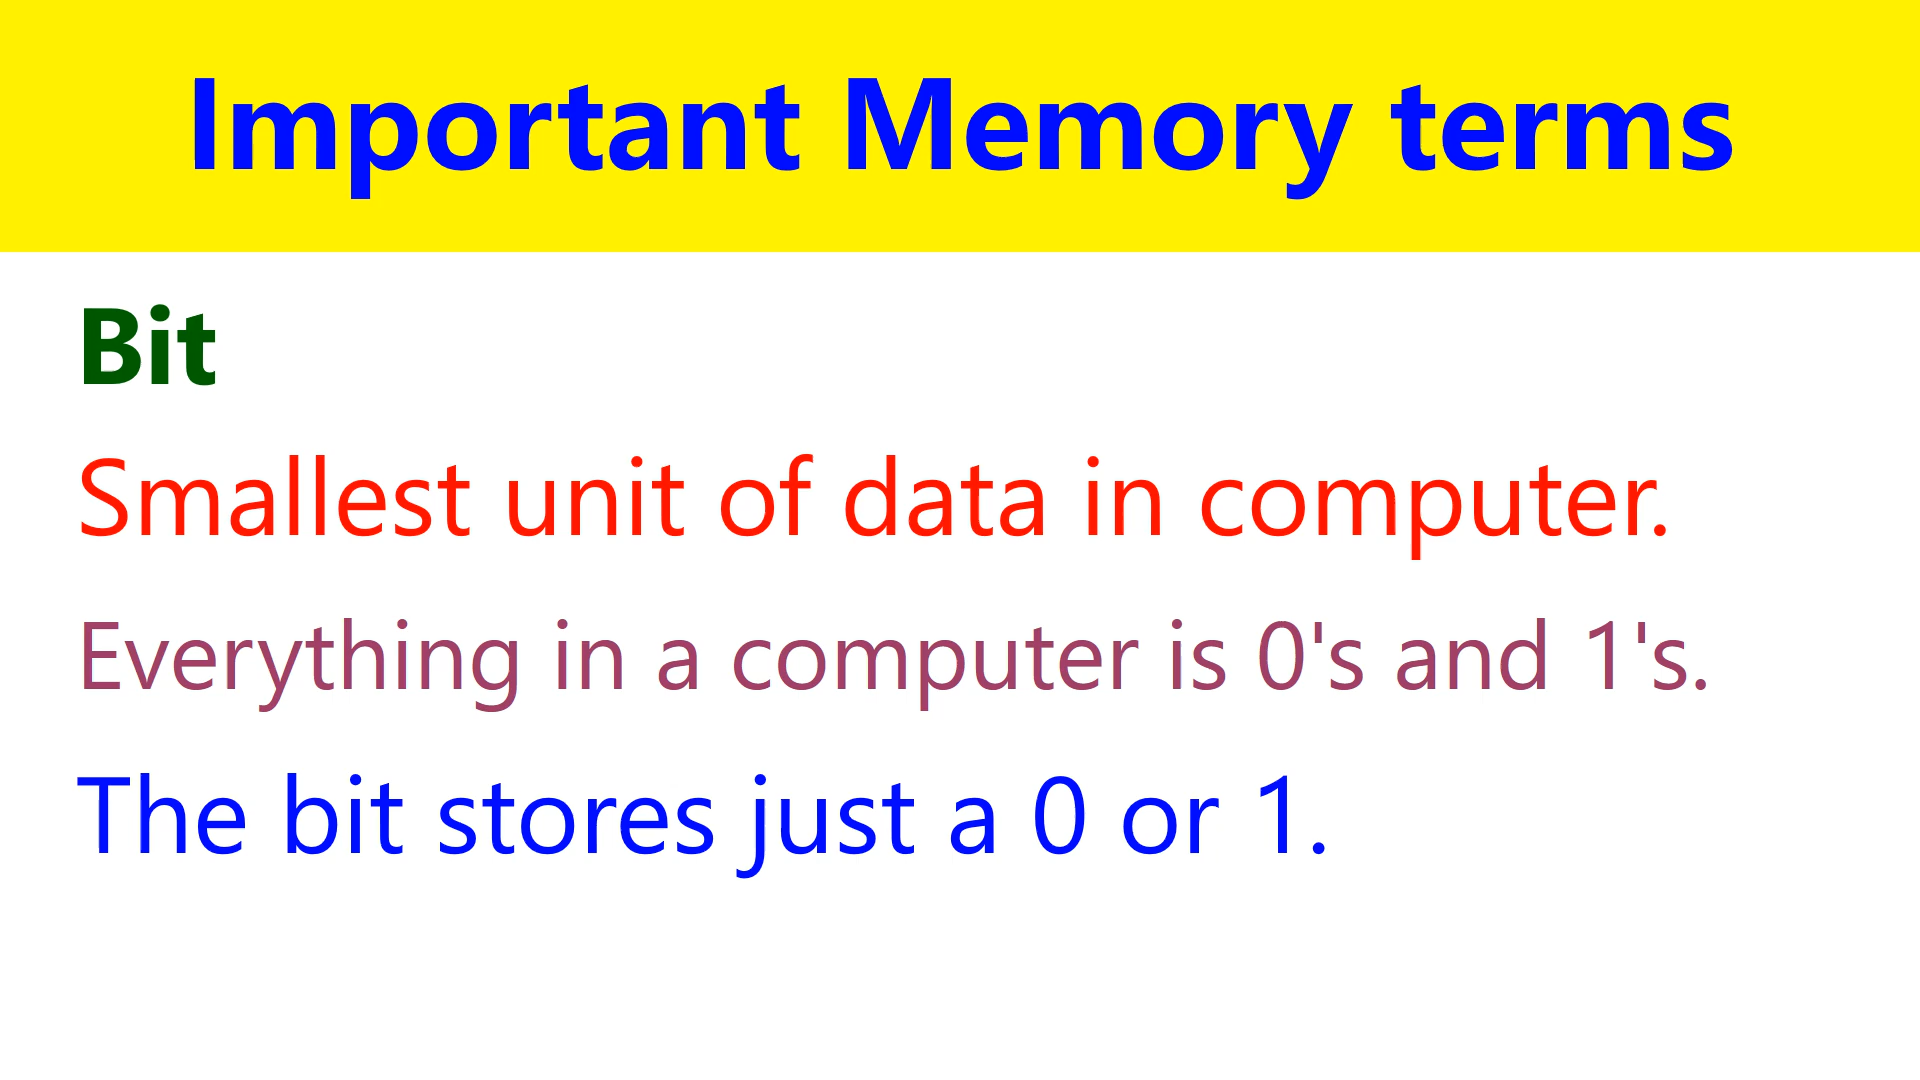 Important Memory terms
Bit
Smallest unit of data in computer.
Everything in a computer is 0's and 1's.
The bit stores just a 0 or 1.